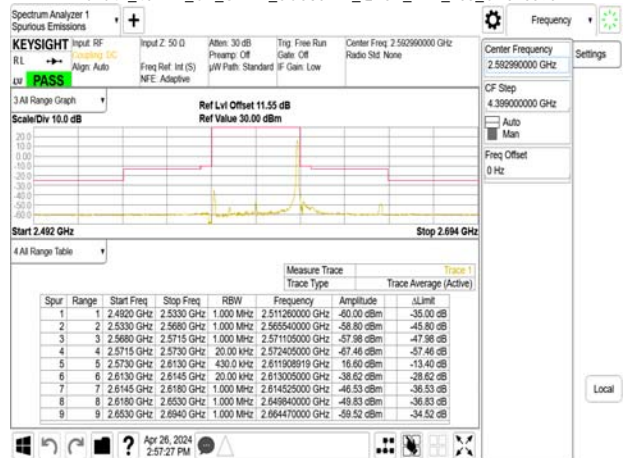 Spectrum Analyzer 1
Spurious Emissions
Frequency
KEYSIGHT
Input: RF
Coupling: DC
Align: Auto
RL
LW
PASS
Input Z: 50 Ω
Freq Ref: Int (S)
NFE: Adaptive
Atten: 30 dB
Preamp: Off
µW Path: Standard
Trig: Free Run
Gate: Off
IF Gain: Low
Center Freq: 2.592990000 GHz
Radio Std: None
Center Frequency
2.592990000 GHz
Settings
CF Step
4.399000000 GHz
Auto
Man
Freq Offset
0 Hz
Local
3 All Range Graph
Scale/Div 10.0 dB
Ref Lvl Offset 11.55 dB
Ref Value 30.00 dBm
20.0
10.0
0.00
-10.0
-20.0
-30.0
-40.0
-50.0
-60.0
Start 2.492 GHz
Stop 2.694 GHz
4 All Range Table
Measure Trace Trace 1
Trace Type Trace Average (Active)
Spur Range Start Freq Stop Freq RBW Frequency Amplitude ΔLimit
1 1 2.4920 GHz 2.5330 GHz 1.000 MHz 2.511260000 GHz -60.00 dBm -35.00 dB
2 2 2.5330 GHz 2.5680 GHz 1.000 MHz 2.565540000 GHz -58.80 dBm -45.80 dB
3 3 2.5680 GHz 2.5715 GHz 1.000 MHz 2.571105000 GHz -57.98 dBm -47.98 dB
4 4 2.5715 GHz 2.5730 GHz 20.00 kHz 2.572405000 GHz -67.46 dBm -57.46 dB
5 5 2.5730 GHz 2.6130 GHz 430.0 kHz 2.611908919 GHz 16.60 dBm -13.40 dB
6 6 2.6130 GHz 2.6145 GHz 20.00 kHz 2.613005000 GHz -38.62 dBm -28.62 dB
7 7 2.6145 GHz 2.6180 GHz 1.000 MHz 2.614525000 GHz -46.53 dBm -36.53 dB
8 8 2.6180 GHz 2.6530 GHz 1.000 MHz 2.649840000 GHz -49.83 dBm -36.83 dB
9 9 2.6530 GHz 2.6940 GHz 1.000 MHz 2.664470000 GHz -59.52 dBm -34.52 dB
Apr 26, 2024
2:57:27 PM